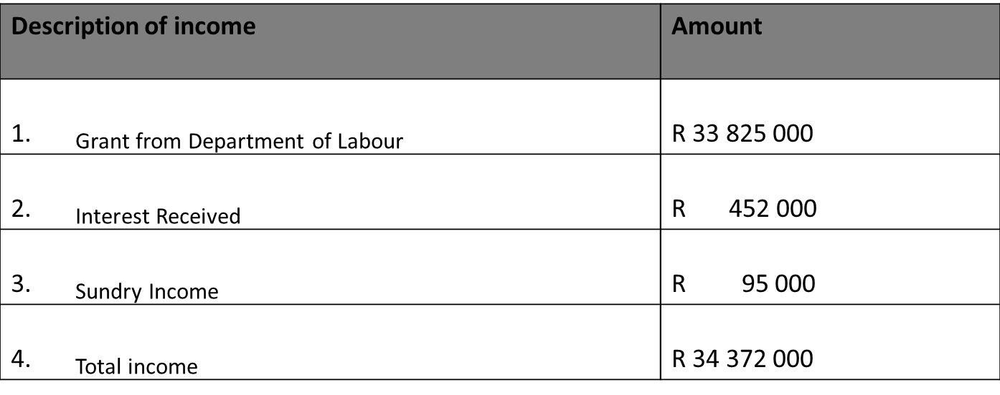 Description of income Amount
1. Grant from Department of Labour R 33 825 000
2. Interest Received R 452 000
3. Sundry Income R 95 000
4. Total income R 34 372 000